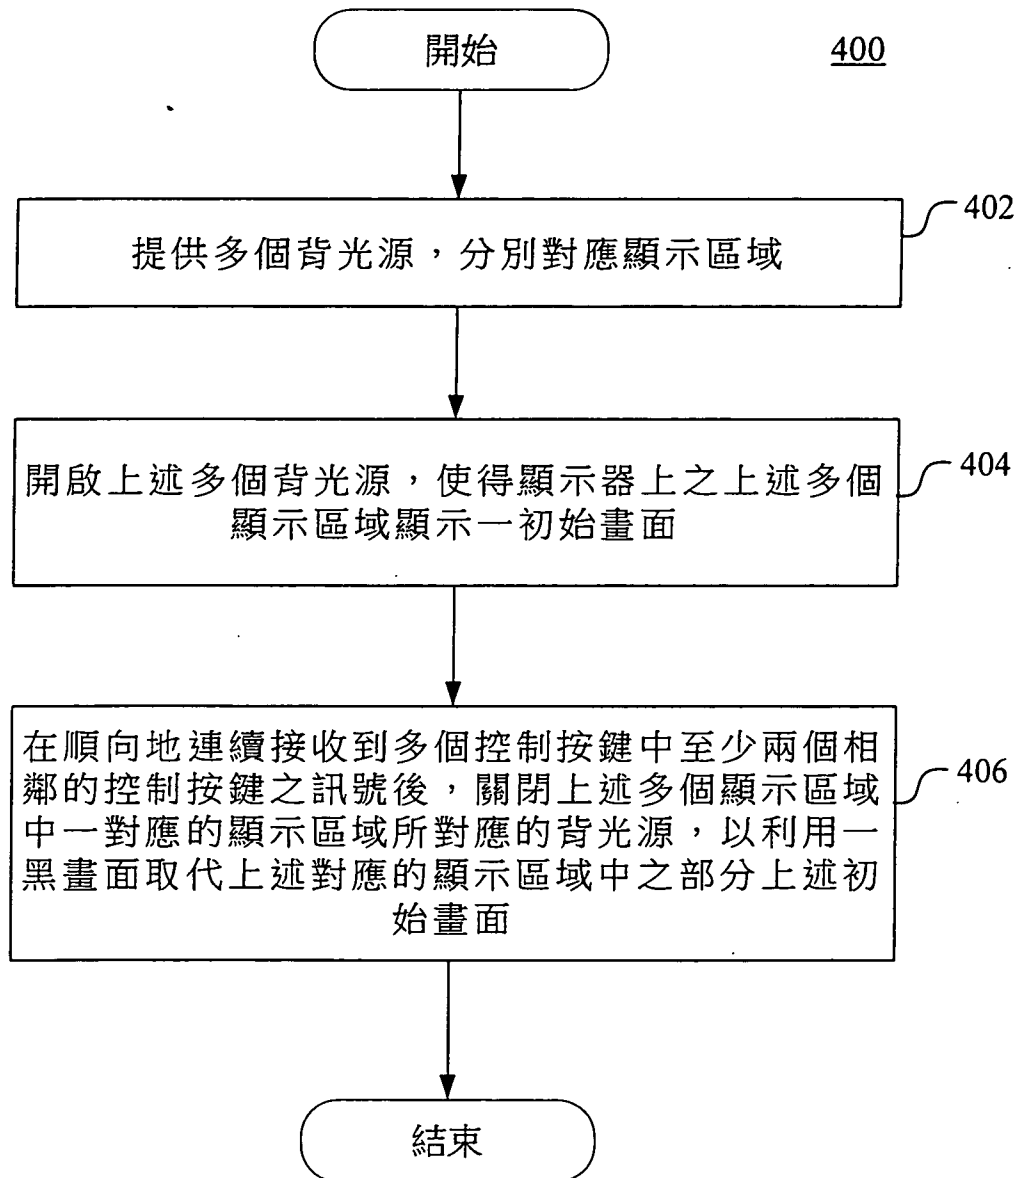 開始
400
402
提供多個背光源，分別對應顯示區域
404
開啟上述多個背光源，使得顯示器上之上述多個
顯示區域顯示一初始畫面
在順向地連續接收到多個控制按鍵中至少兩個相
鄰的控制按鍵之訊號後，關閉上述多個顯示區域
406
中一對應的顯示區域所對應的背光源，以利用一
黑畫面取代上述對應的顯示區域中之部分上述初
始畫面
結束